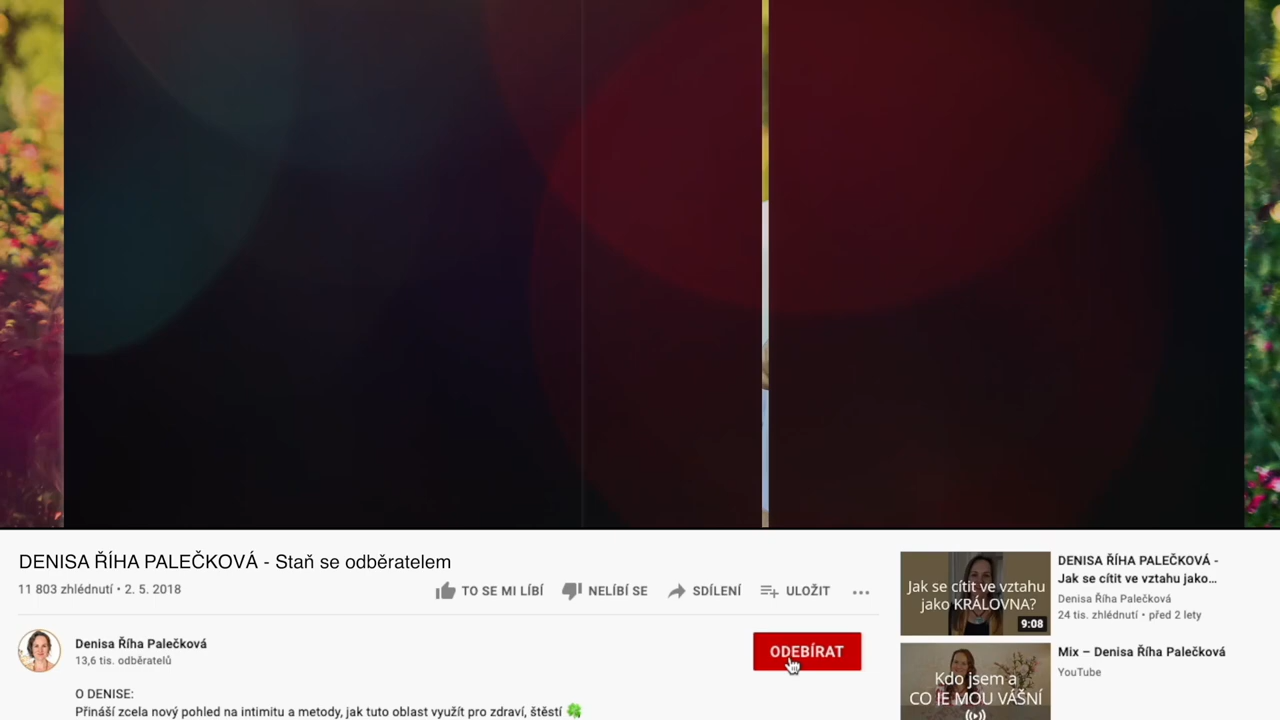 DENISA ŘÍHA PALEČKOVÁ - Staň se odběratelem
11 803 zhlédnutí • 2. 5. 2018
TO SE MI LÍBÍ
NELÍBÍ SE
SDÍLENÍ
ULOŽIT
Denisa Říha Palečková
13,6 tis. odběratelů
ODEBÍRAT
O DENISE:
Přináší zcela nový pohled na intimitu a metody, jak tuto oblast využít pro zdraví, štěstí 🍀
Jak se cítit ve vztahu
jako KRÁLOVNA?
9:08
DENISA ŘÍHA PALEČKOVÁ -
Jak se cítit ve vztahu jako…
Denisa Říha Palečková
24 tis. zhlédnutí • před 2 lety
Kdo jsem a
CO JE MOU VÁŠNÍ
Mix – Denisa Říha Palečková
YouTube